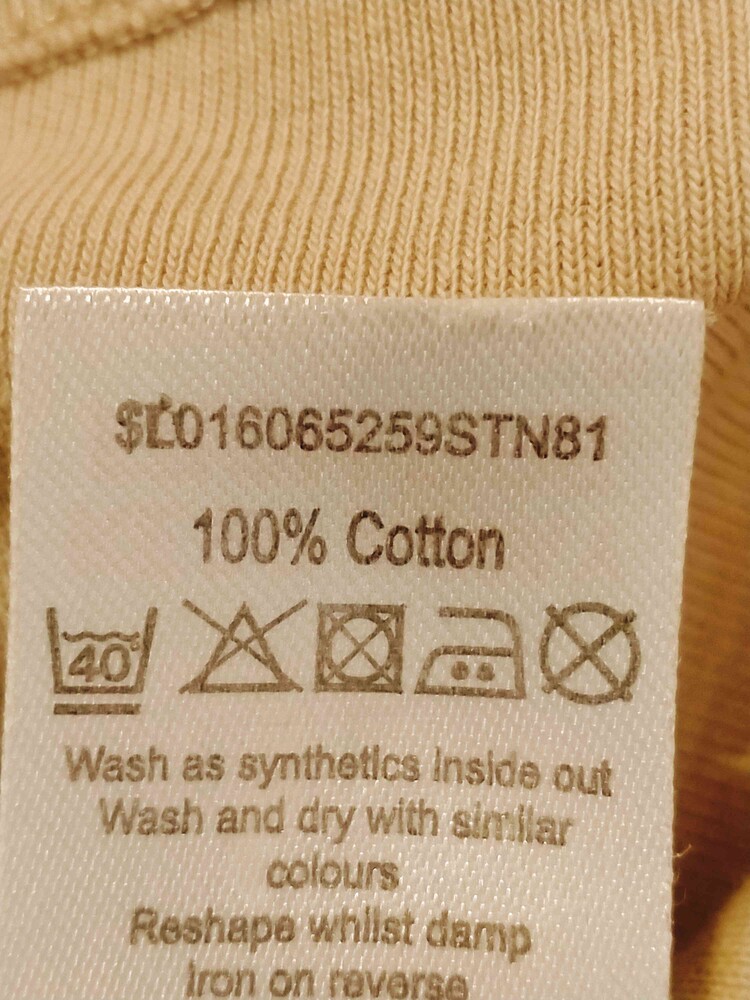 100% Cotton
40°
Wash as synthetics inside out
Wash and dry with similar
colours
Reshape whilst damp
Iron on reverse